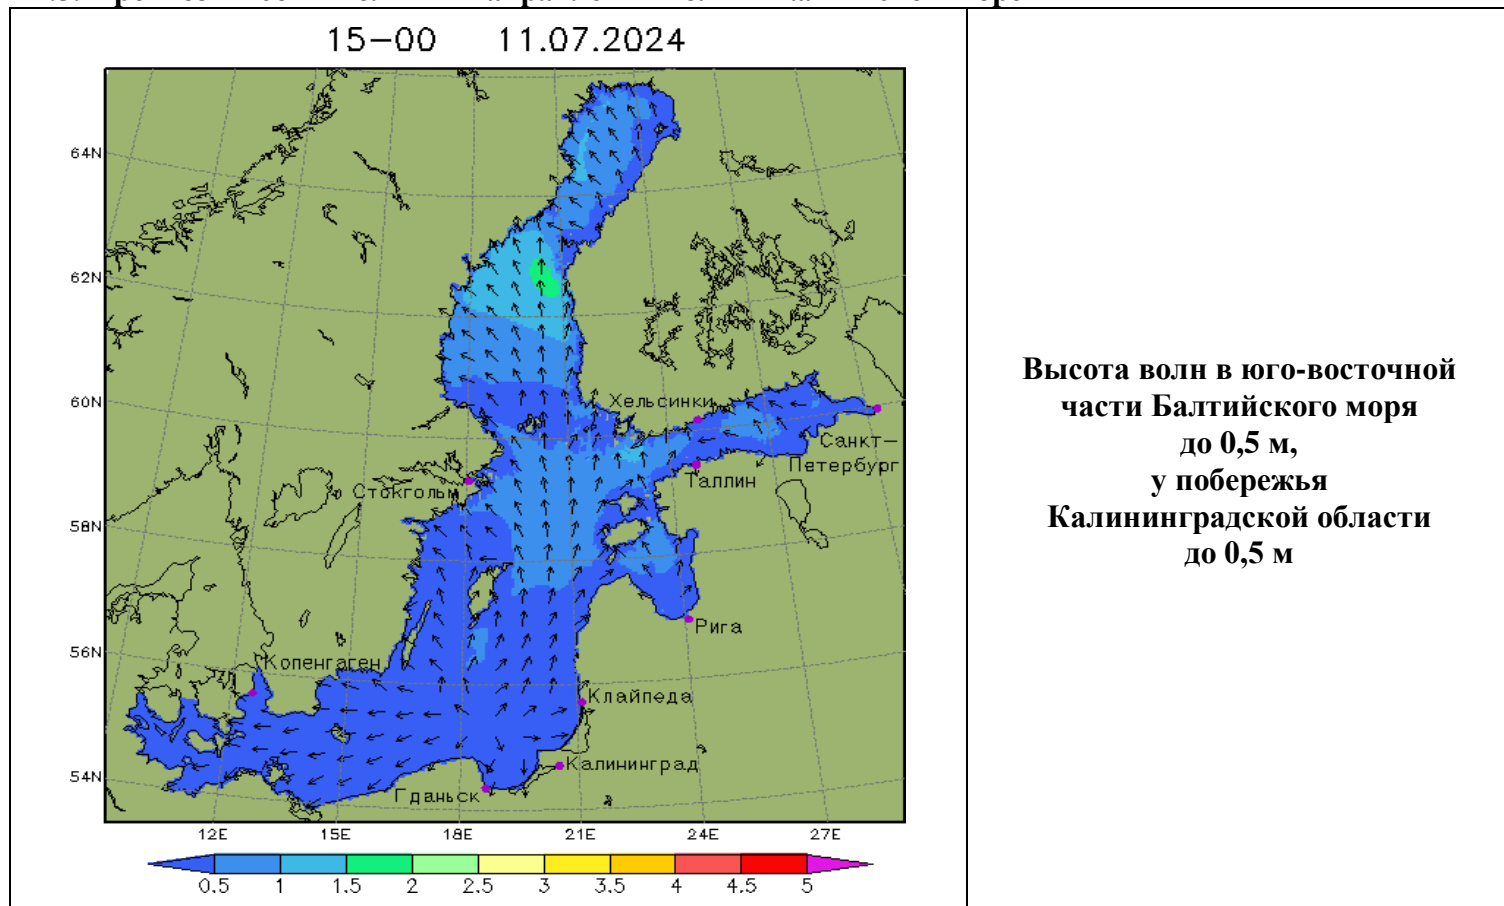 15-00 11.07.2024
64N
62N
60N
58N
56N
54N
Хельсинки
Санкт-
Петербург
Таллин
Стокгольм
Рига
Копенгаген
Клайпеда
Калининград
Гданьск
12E 15E 18E 21E 24E 27E
0.5 1 1.5 2 2.5 3 3.5 4 4.5 5
Высота волн в юго-восточной
части Балтийского моря
до 0,5 м,
у побережья
Калининградской области
до 0,5 м